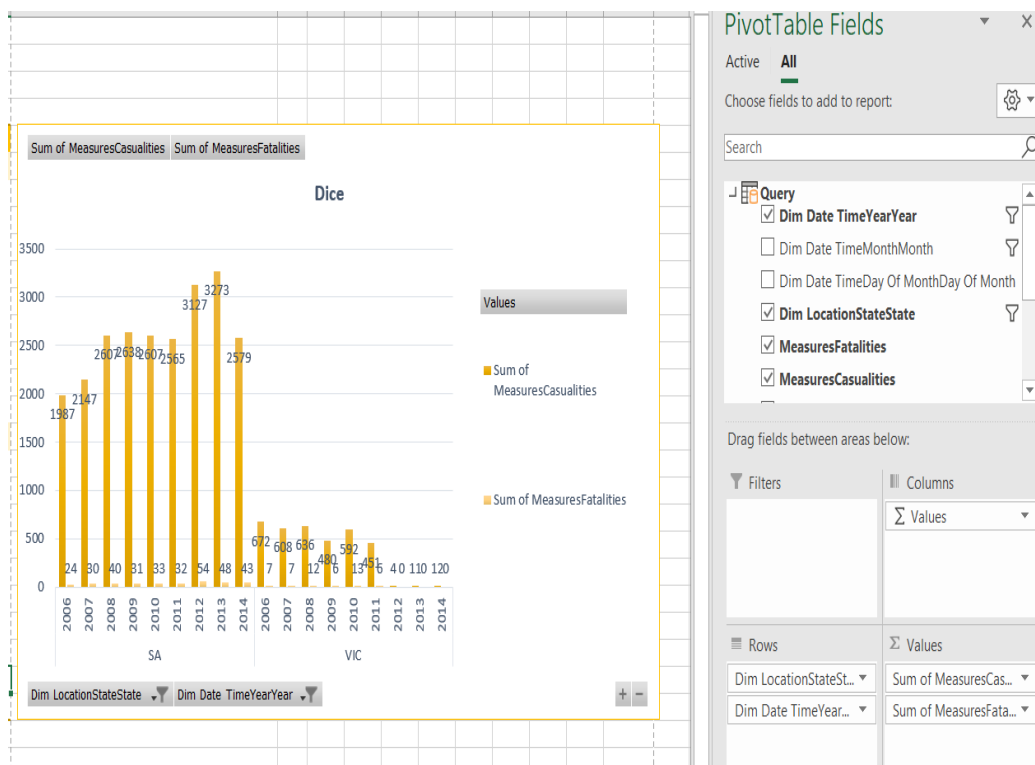 PivotTable Fields
Active All
Choose fields to add to report:
Search
Query
Dim Date TimeYearYear
Dim Date TimeMonthMonth
Dim Date TimeDay Of MonthDay Of Month
Dim LocationStateState
MeasuresFatalities
MeasuresCasualities
Drag fields between areas below:
Filters
Columns
Σ Values
Rows
Σ Values
Dim LocationStateSt...
Sum of MeasuresCas...
Dim Date TimeYear...
Sum of MeasuresFata...
Sum of MeasuresCasualities Sum of MeasuresFatalities
Dice
3500
3000
2500
2000
1500
1000
500
0
1987 24 2147 30 2607 40 2638 31 2607 33 2565 32 3127 54 3273 48 2579 43
672 7 608 7 636 12 480 6 592 13 451 5 4 0 11 0 12 0
2006 2007 2008 2009 2010 2011 2012 2013 2014 2006 2007 2008 2009 2010 2011 2012 2013 2014
SA VIC
Values
Sum of
MeasuresCasualities
Sum of MeasuresFatalities
Dim LocationStateState Dim Date TimeYearYear
+ −